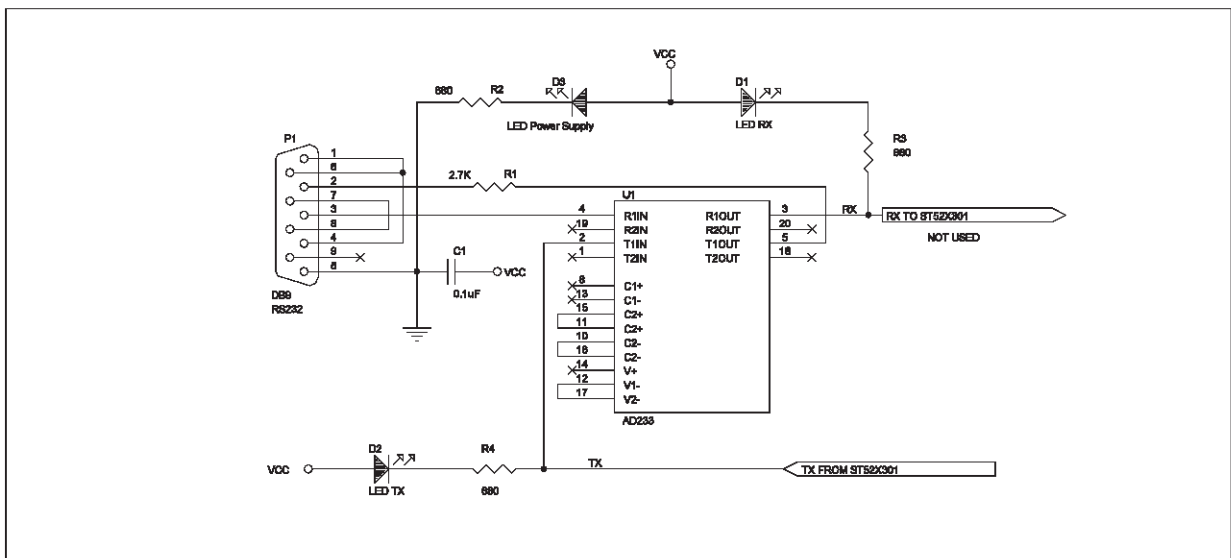 VCC
D3
D1
680
R2
LED Power Supply
LED RX
R3
680
P1
1
6
2
7
3
8
4
9
5
DB9
RS232
2.7K
R1
U1
4
R1IN
R1OUT
3
RX
RX TO ST52X301
19
R2IN
R2OUT
20
NOT USED
2
T1IN
T1OUT
5
1
T2IN
T2OUT
18
C1
VCC
0.1uF
8
C1+
13
C1-
15
C2+
11
C2+
10
C2-
16
C2-
14
V+
12
V1-
17
V2-
AD233
D2
R4
VCC
TX
TX FROM ST52X301
LED TX
680